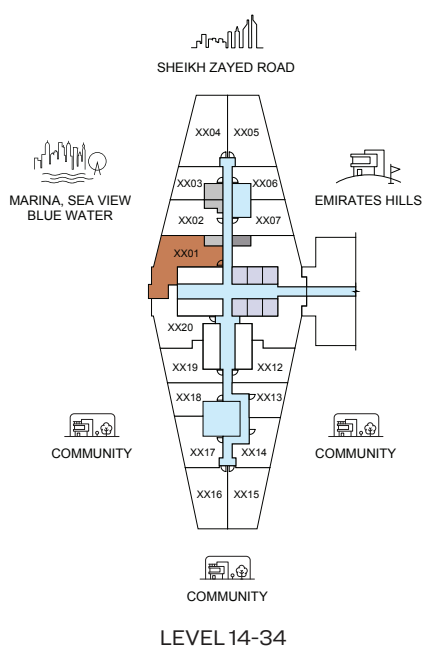 SHEIKH ZAYED ROAD
XX04 XX05
XX03 XX06
MARINA, SEA VIEW
BLUE WATER
EMIRATES HILLS
XX02 XX07
XX01
XX20
XX19 XX12
XX18 XX13
COMMUNITY
COMMUNITY
XX17 XX14
XX16 XX15
COMMUNITY
LEVEL 14-34